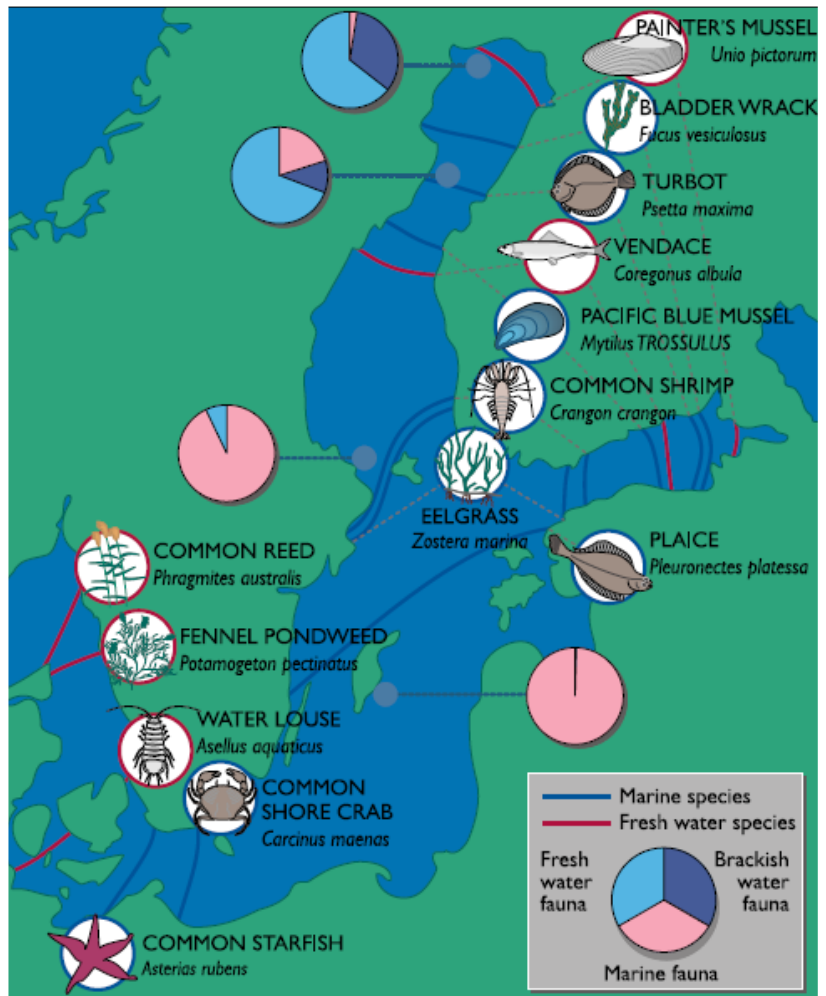 PAINTER'S MUSSEL
Unio pictorum
BLADDER WRACK
Fucus vesiculosus
TURBOT
Psetta maxima
VENDACE
Coregonus albula
PACIFIC BLUE MUSSEL
Mytilus TROSSULUS
COMMON SHRIMP
Crangon crangon
EELGRASS
Zostera marina
PLAICE
Pleuronectes platessa
COMMON REED
Phragmites australis
FENNEL PONDWEED
Potamogeton pectinatus
WATER LOUSE
Asellus aquaticus
COMMON
SHORE CRAB
Carcinus maenas
COMMON STARFISH
Asterias rubens
Marine species
Fresh water species
Fresh
water
fauna
Brackish
water
fauna
Marine fauna